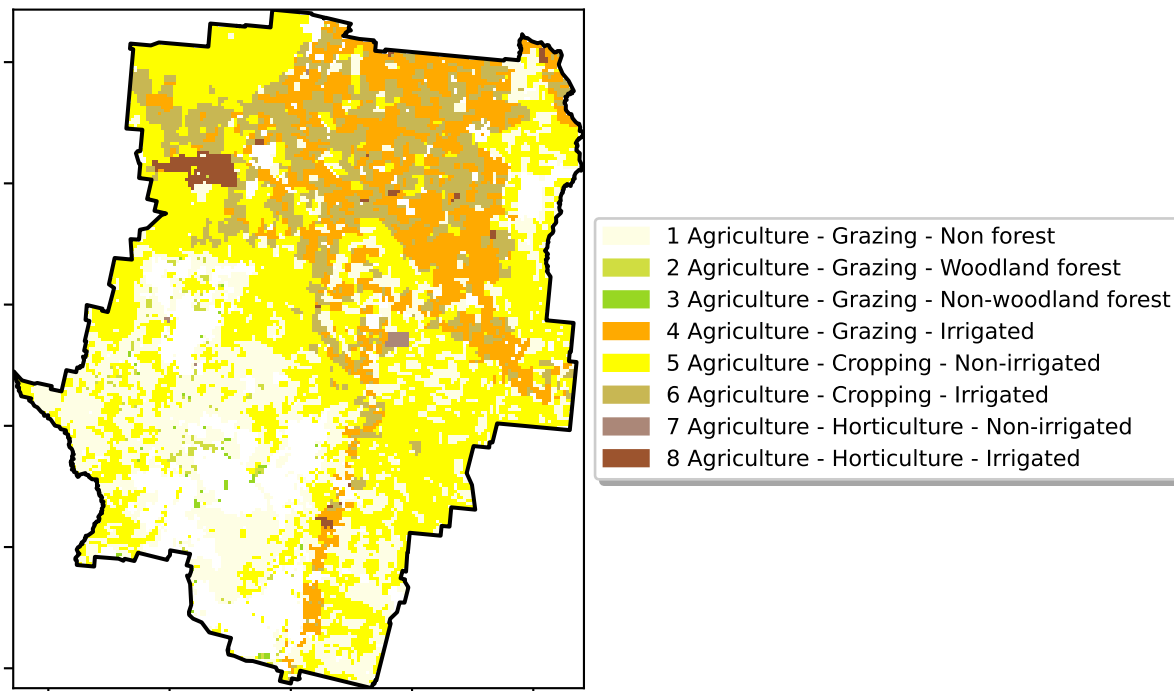 1 Agriculture - Grazing - Non forest
2 Agriculture - Grazing - Woodland forest
3 Agriculture - Grazing - Non-woodland forest
4 Agriculture - Grazing - Irrigated
5 Agriculture - Cropping - Non-irrigated
6 Agriculture - Cropping - Irrigated
7 Agriculture - Horticulture - Non-irrigated
8 Agriculture - Horticulture - Irrigated